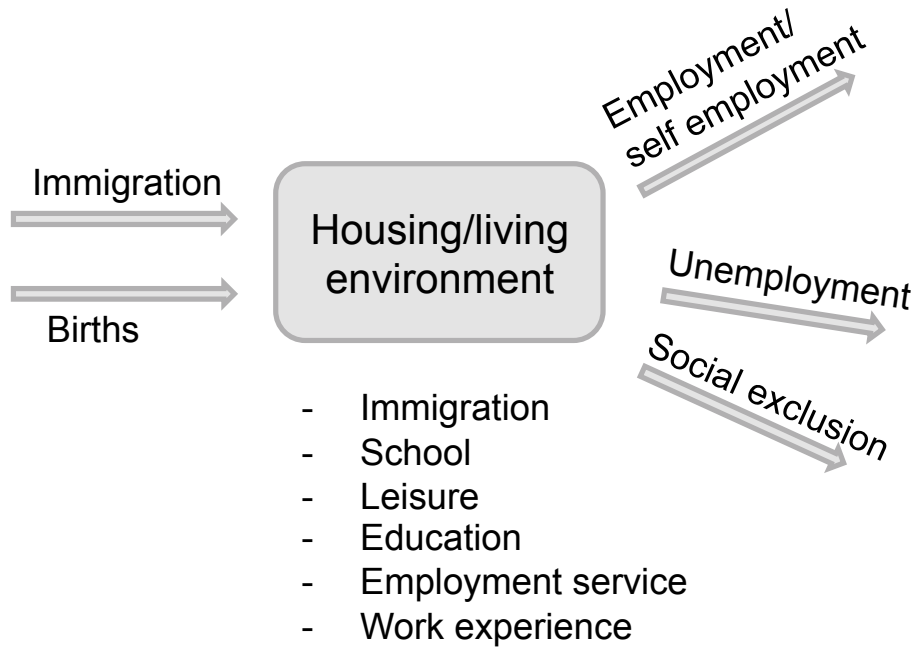 Immigration
Births
Housing/living
environment
Employment/
self employment
Unemployment
Social exclusion
- Immigration
- School
- Leisure
- Education
- Employment service
- Work experience